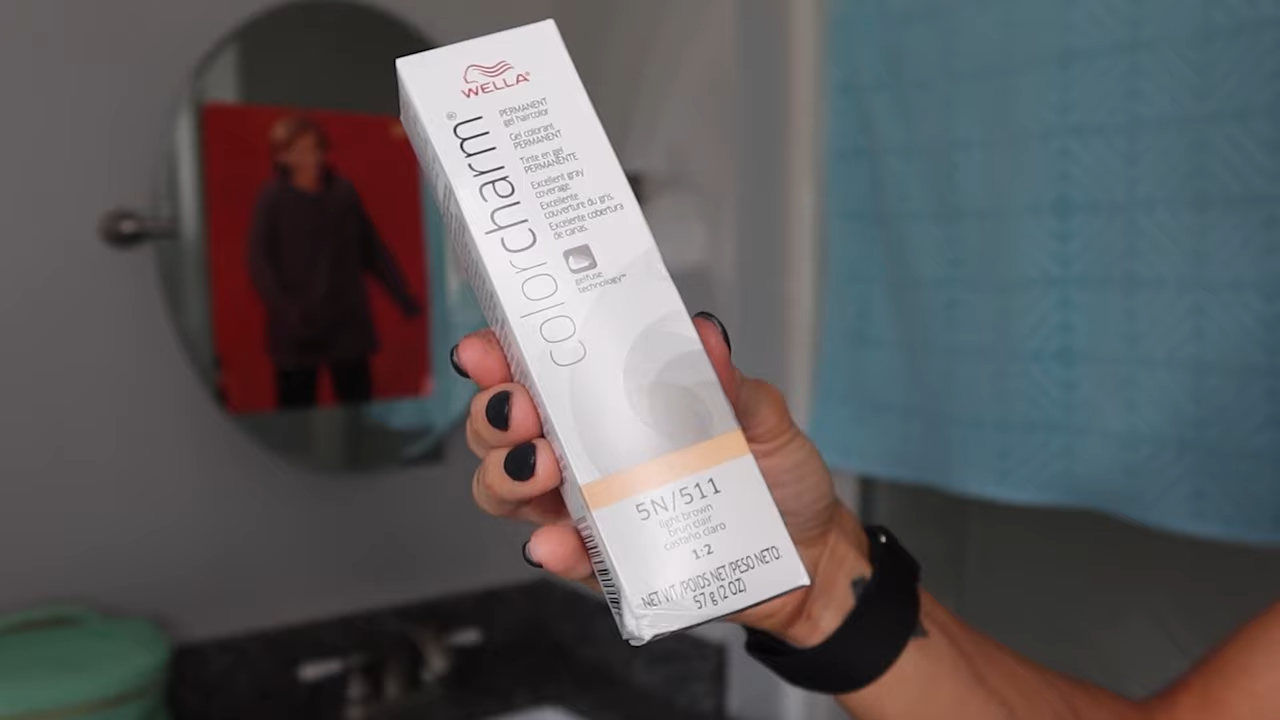 WELLA®
colorcharm®
PERMANENT
gel haircolor
Gel colorant
PERMANENT
Tinte en gel
PERMANENTE
Excellent gray
coverage.
Excellente
couverture du gris.
Excelente cobertura
de canas.
gelfuse
technology™
5N/511
light brown
brun clair
castaño claro
1:2
NET WT./POIDS NET/PESO NETO:
57 g (2 OZ)